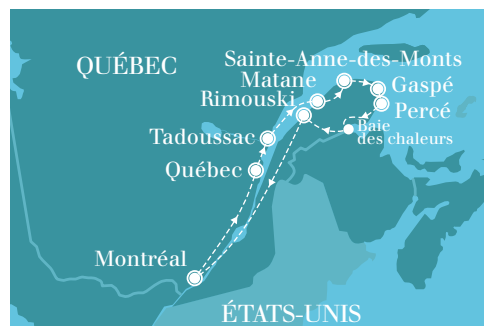 Sainte-Anne-des-Monts
QUÉBEC
Matane
Gaspé
Rimouski
Percé
Tadoussac
Baie
des chaleurs
Québec
Montréal
ÉTATS-UNIS